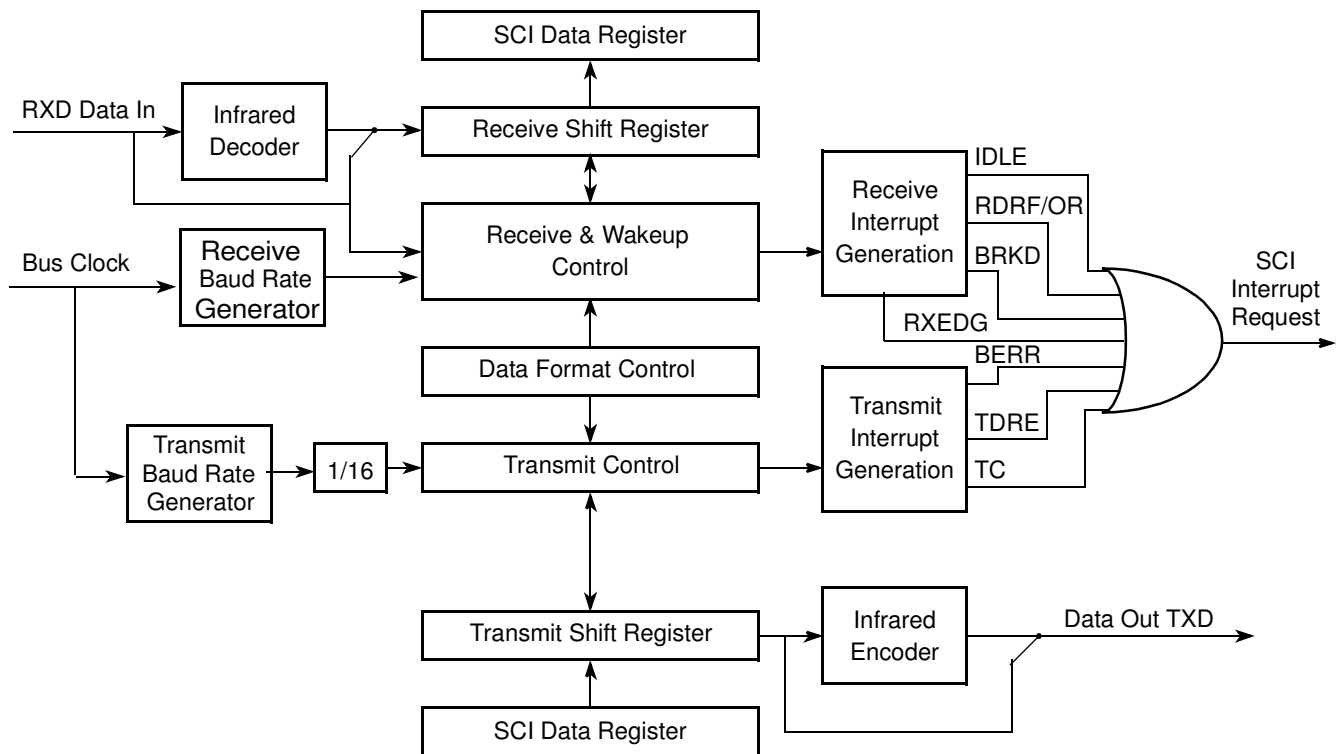 SCI Data Register
RXD Data In
Infrared
Decoder
Receive Shift Register
Receive
Interrupt
Generation
IDLE
RDRF/OR
BRKD
RXEDG
Receive & Wakeup
Control
Bus Clock
Receive
Baud Rate
Generator
SCI
Interrupt
Request
Data Format Control
BERR
Transmit
Interrupt
Generation
TDRE
TC
Transmit
Baud Rate
Generator
1/16
Transmit Control
Transmit Shift Register
Infrared
Encoder
Data Out TXD
SCI Data Register